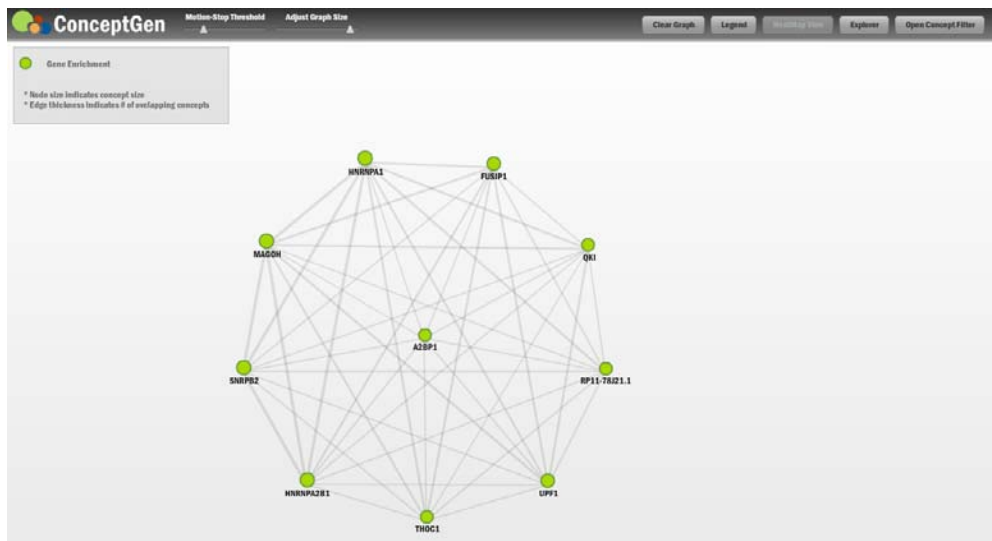 ConceptGen
Motion-Stop Threshold
Adjust Graph Size
Clear Graph
Legend
Explorer
Open Concept Filter
Gene Enrichment
* Node size indicates concept size
* Edge thickness indicates # of overlapping concepts
HNRNPA1
FUSIP1
MAGOH
QKI
A2BP1
SNRPB2
RP11-78J21.1
HNRNPA2B1
UPF1
THOC1